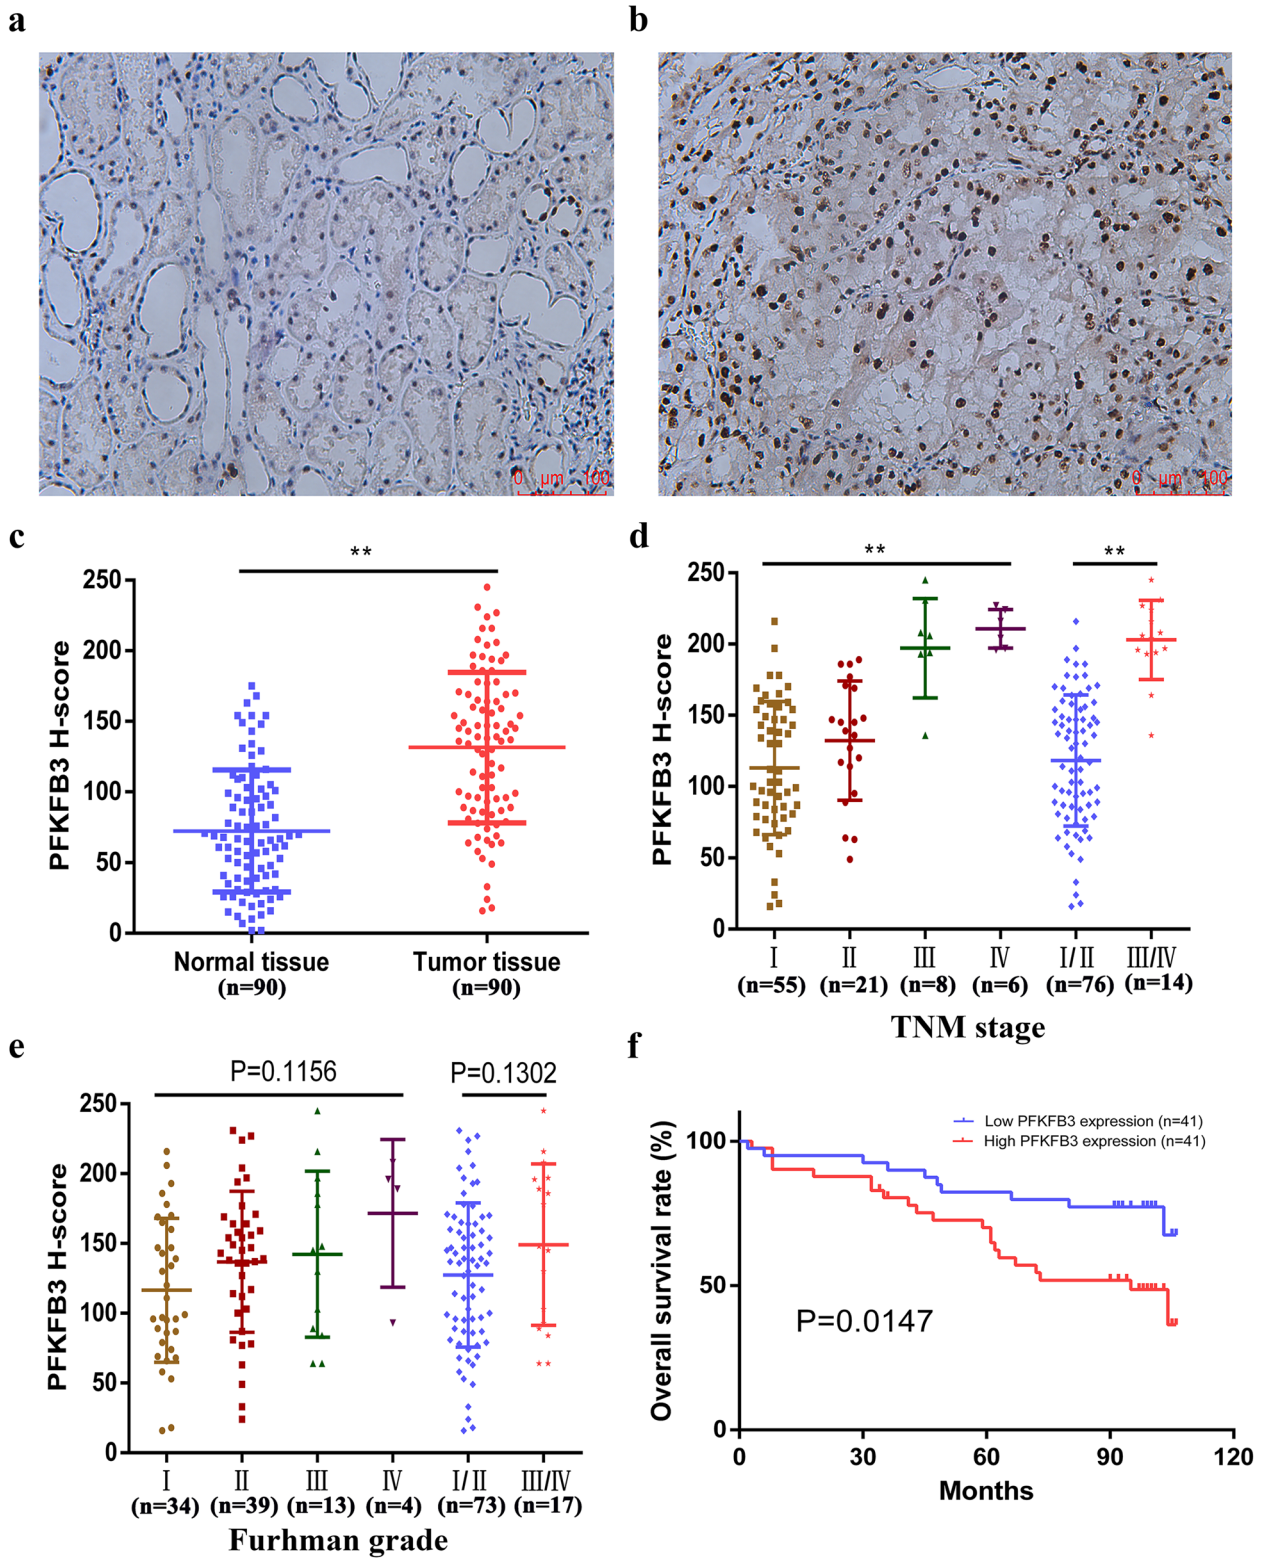 a
b
0 μm 100
0 μm 100
c
d
**
PFKFB3 H-score
250
200
150
100
50
0
Normal tissue
(n=90)
Tumor tissue
(n=90)
**
**
PFKFB3 H-score
250
200
150
100
50
0
I II III IV I/II III/IV
(n=55) (n=21) (n=8) (n=6) (n=76) (n=14)
TNM stage
e
f
P=0.1156 P=0.1302
PFKFB3 H-score
250
200
150
100
50
0
I II III IV I/II III/IV
(n=34) (n=39) (n=13) (n=4) (n=73) (n=17)
Furhman grade
Low PFKFB3 expression (n=41)
High PFKFB3 expression (n=41)
Overall survival rate (%)
100
50
0
P=0.0147
0 30 60 90 120
Months